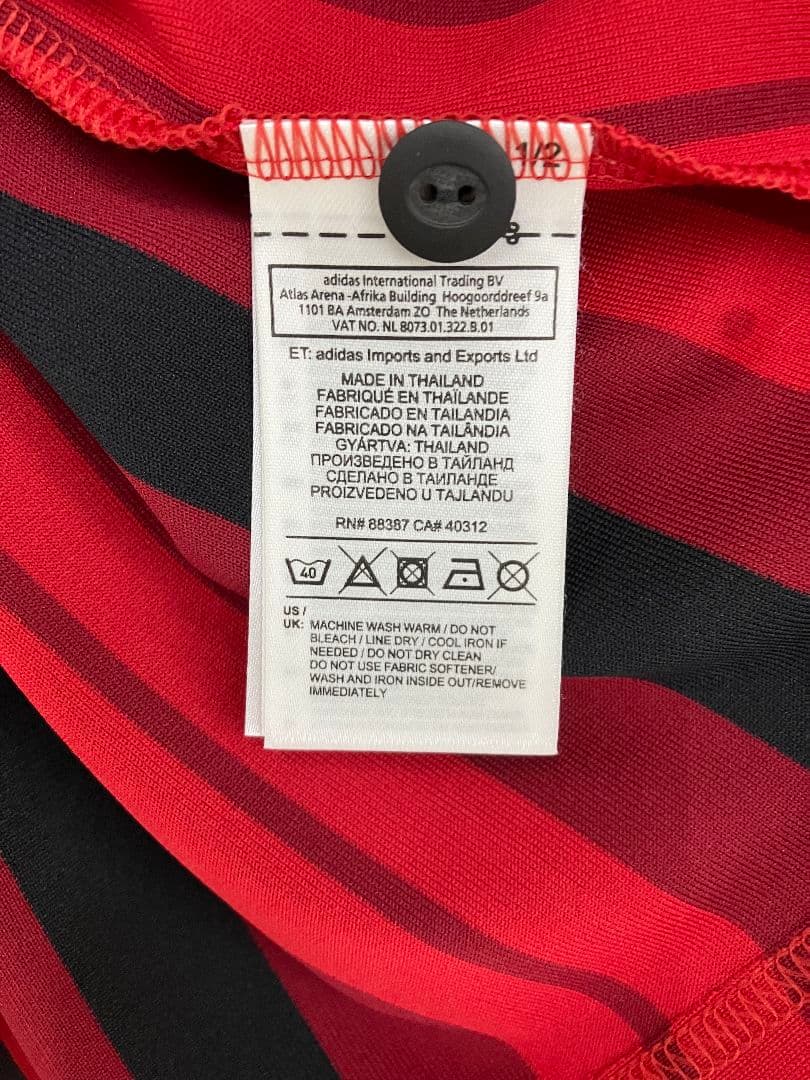 1/2
adidas International Trading BV
Atlas Arena -Afrika Building Hoogoorddreef 9a
1101 BA Amsterdam ZO The Netherlands
VAT NO. NL 8073.01.322.B.01
ET: adidas Imports and Exports Ltd
MADE IN THAILAND
FABRIQUÉ EN THAÏLANDE
FABRICADO EN TAILANDIA
FABRICADO NA TAILÂNDIA
GYÁRTVA: THAILAND
ПРОИЗВЕДЕНО В ТАЙЛАНД
СДЕЛАНО В ТАИЛАНДЕ
PROIZVEDENO U TAJLANDU
RN# 88387 CA# 40312
40
US /
UK: MACHINE WASH WARM / DO NOT
BLEACH / LINE DRY / COOL IRON IF
NEEDED / DO NOT DRY CLEAN
DO NOT USE FABRIC SOFTENER/
WASH AND IRON INSIDE OUT/REMOVE
IMMEDIATELY